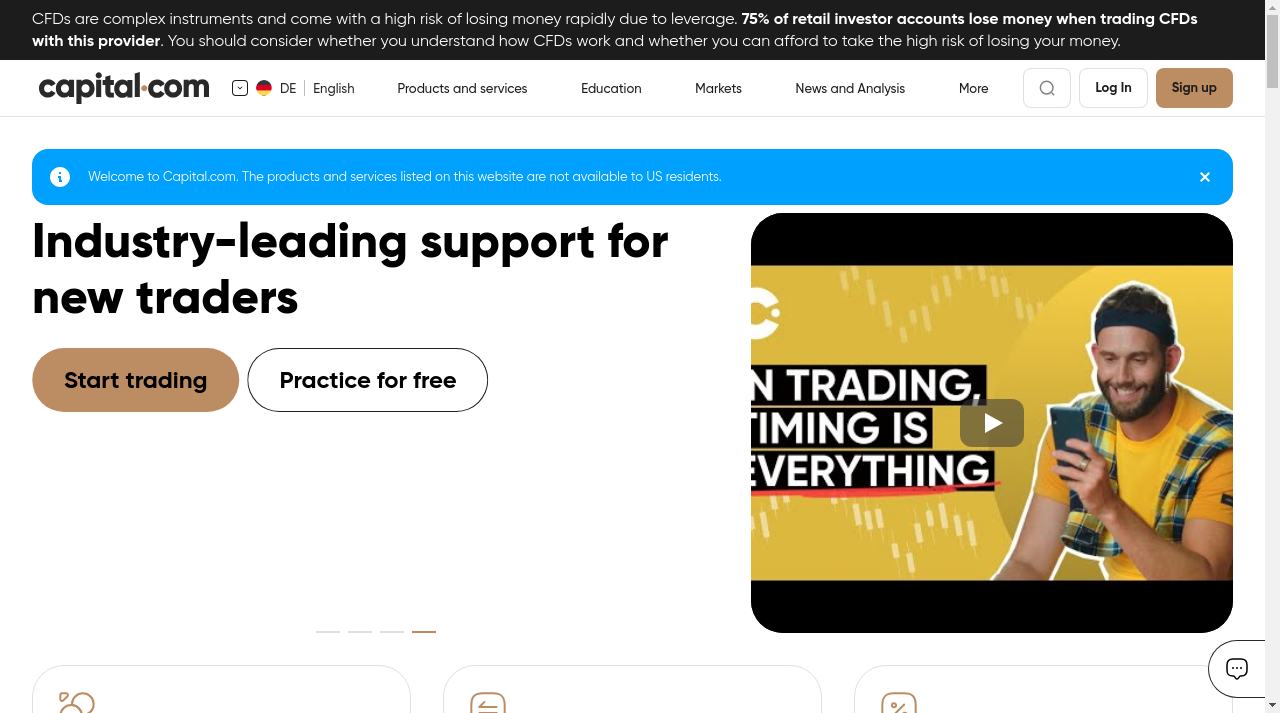 CFDs are complex instruments and come with a high risk of losing money rapidly due to leverage. 75% of retail investor accounts lose money when trading CFDs
with this provider. You should consider whether you understand how CFDs work and whether you can afford to take the high risk of losing your money.
capital.com
DE
English
Products and services
Education
Markets
News and Analysis
More
Log In
Sign up
Welcome to Capital.com. The products and services listed on this website are not available to US residents.
Industry-leading support for
new traders
Start trading
Practice for free
N TRADING,
TIMING IS
EVERYTHING